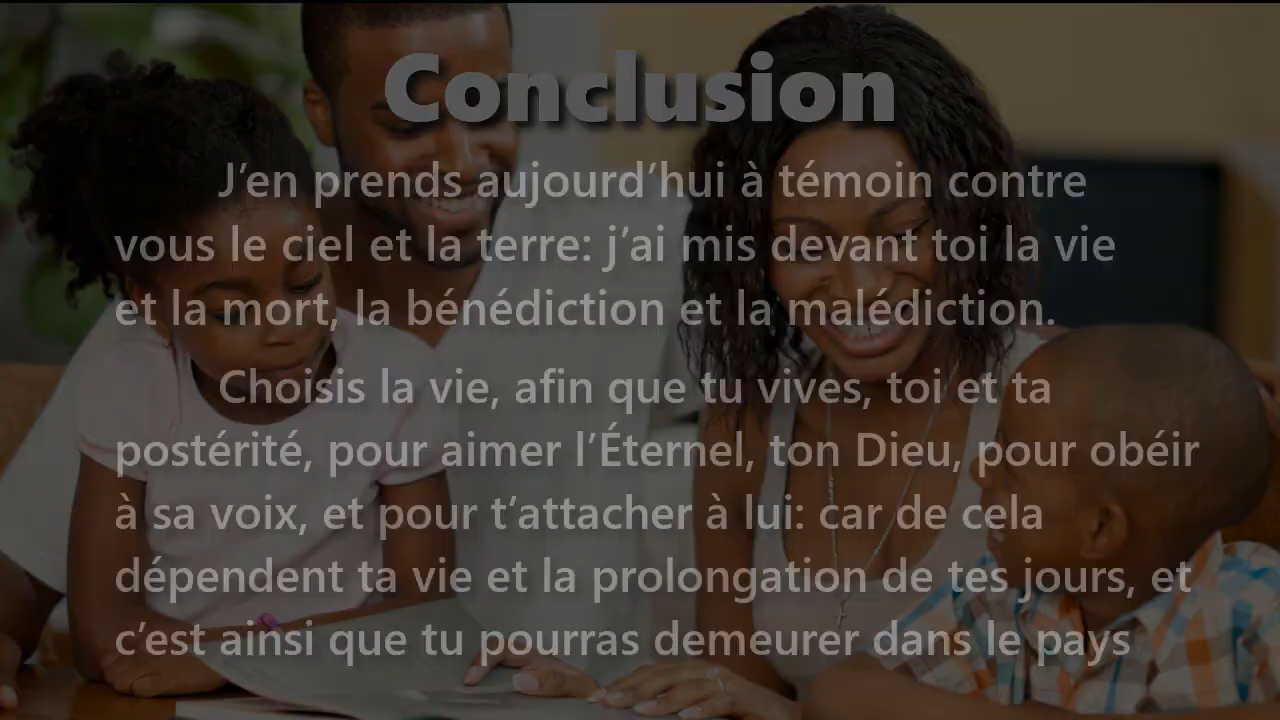 Conclusion
J’en prends aujourd’hui à témoin contre
vous le ciel et la terre: j’ai mis devant toi la vie
et la mort, la bénédiction et la malédiction.
Choisis la vie, afin que tu vives, toi et ta
postérité, pour aimer l’Éternel, ton Dieu, pour obéir
à sa voix, et pour t’attacher à lui: car de cela
dépendent ta vie et la prolongation de tes jours, et
c’est ainsi que tu pourras demeurer dans le pays